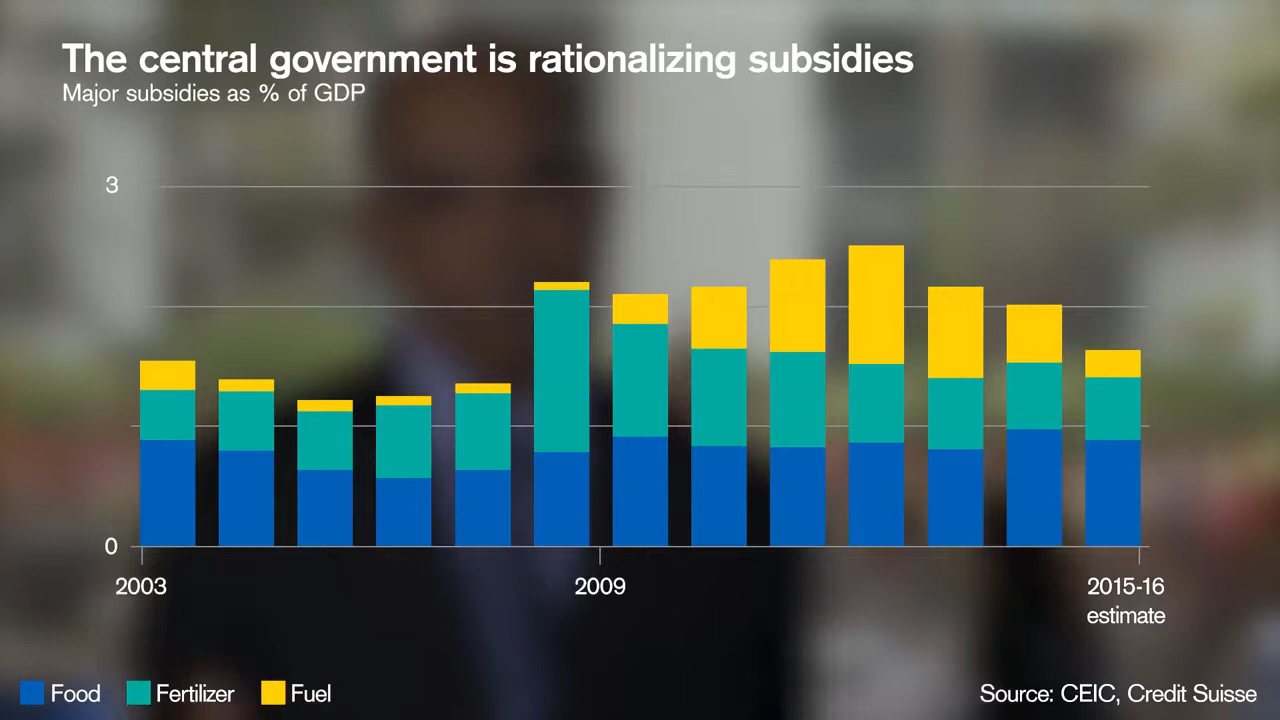 The central government is rationalizing subsidies
Major subsidies as % of GDP
3
0
2003 2009 2015-16
estimate
Food Fertilizer Fuel Source: CEIC, Credit Suisse